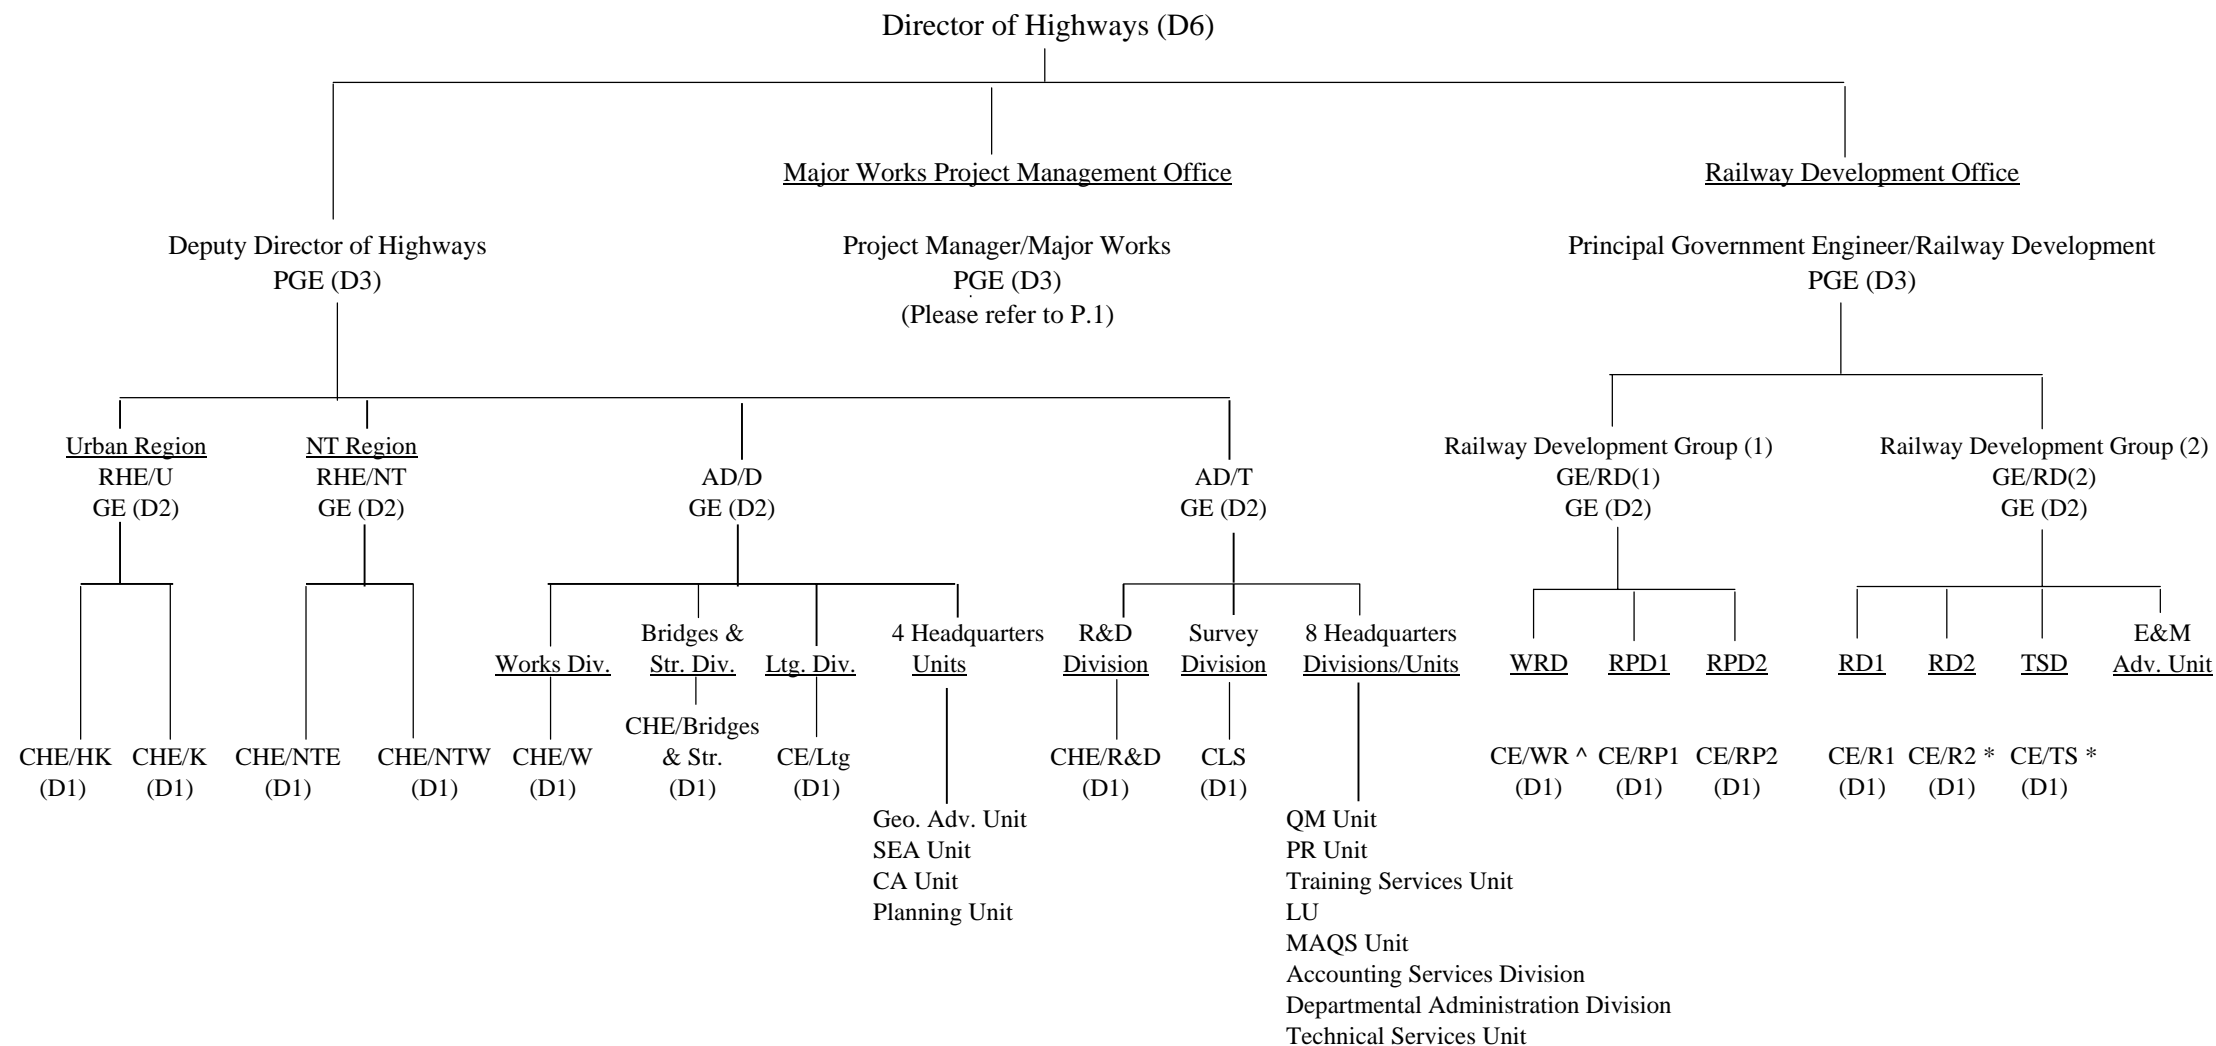 Director of Highways (D6)
Major Works Project Management Office
Railway Development Office
Deputy Director of Highways
PGE (D3)
Project Manager/Major Works
PGE (D3)
(Please refer to P.1)
Principal Government Engineer/Railway Development
PGE (D3)
Urban Region
RHE/U
GE (D2)
NT Region
RHE/NT
GE (D2)
AD/D
GE (D2)
AD/T
GE (D2)
Railway Development Group (1)
GE/RD(1)
GE (D2)
Railway Development Group (2)
GE/RD(2)
GE (D2)
Works Div.
Bridges &
Str. Div.
Ltg. Div.
4 Headquarters
Units
R&D
Division
Survey
Division
8 Headquarters
Divisions/Units
WRD
RPD1
RPD2
RD1
RD2
TSD
E&M
Adv. Unit
CHE/HK
(D1)
CHE/K
(D1)
CHE/NTE
(D1)
CHE/NTW
(D1)
CHE/W
(D1)
CHE/Bridges
& Str.
(D1)
CE/Ltg
(D1)
CHE/R&D
(D1)
CLS
(D1)
CE/WR ^
(D1)
CE/RP1
(D1)
CE/RP2
(D1)
CE/R1
(D1)
CE/R2 *
(D1)
CE/TS *
(D1)
Geo. Adv. Unit
SEA Unit
CA Unit
Planning Unit
QM Unit
PR Unit
Training Services Unit
LU
MAQS Unit
Accounting Services Division
Departmental Administration Division
Technical Services Unit